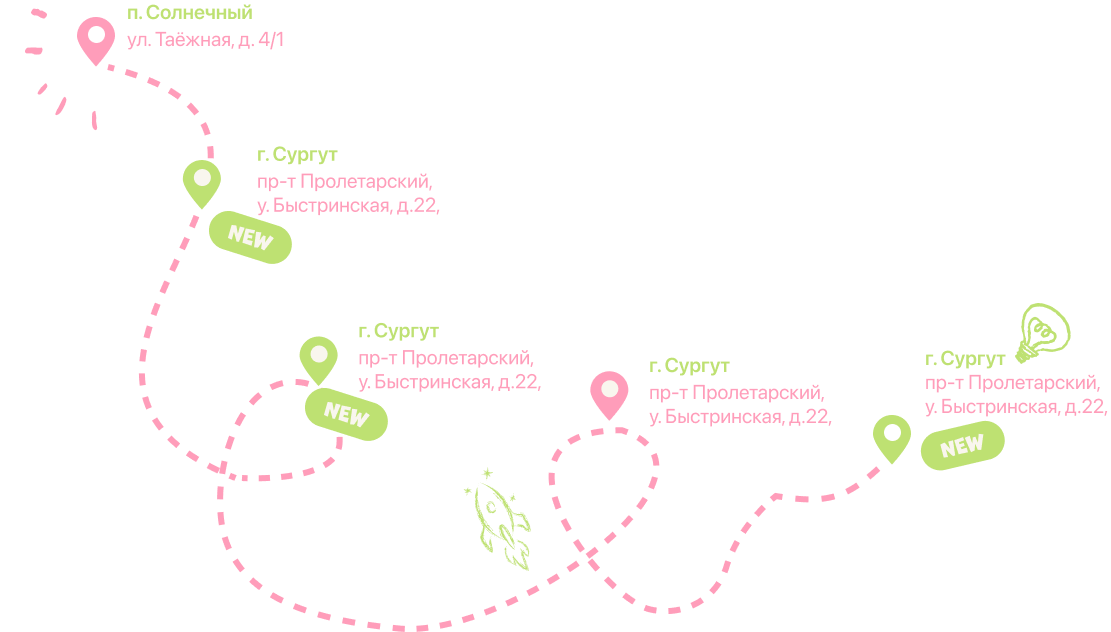 п. Солнечный
ул. Таёжная, д. 4/1
г. Сургут
пр-т Пролетарский,
у. Быстринская, д.22,
NEW
г. Сургут
пр-т Пролетарский,
у. Быстринская, д.22,
NEW
г. Сургут
пр-т Пролетарский,
у. Быстринская, д.22,
г. Сургут
пр-т Пролетарский,
у. Быстринская, д.22,
NEW